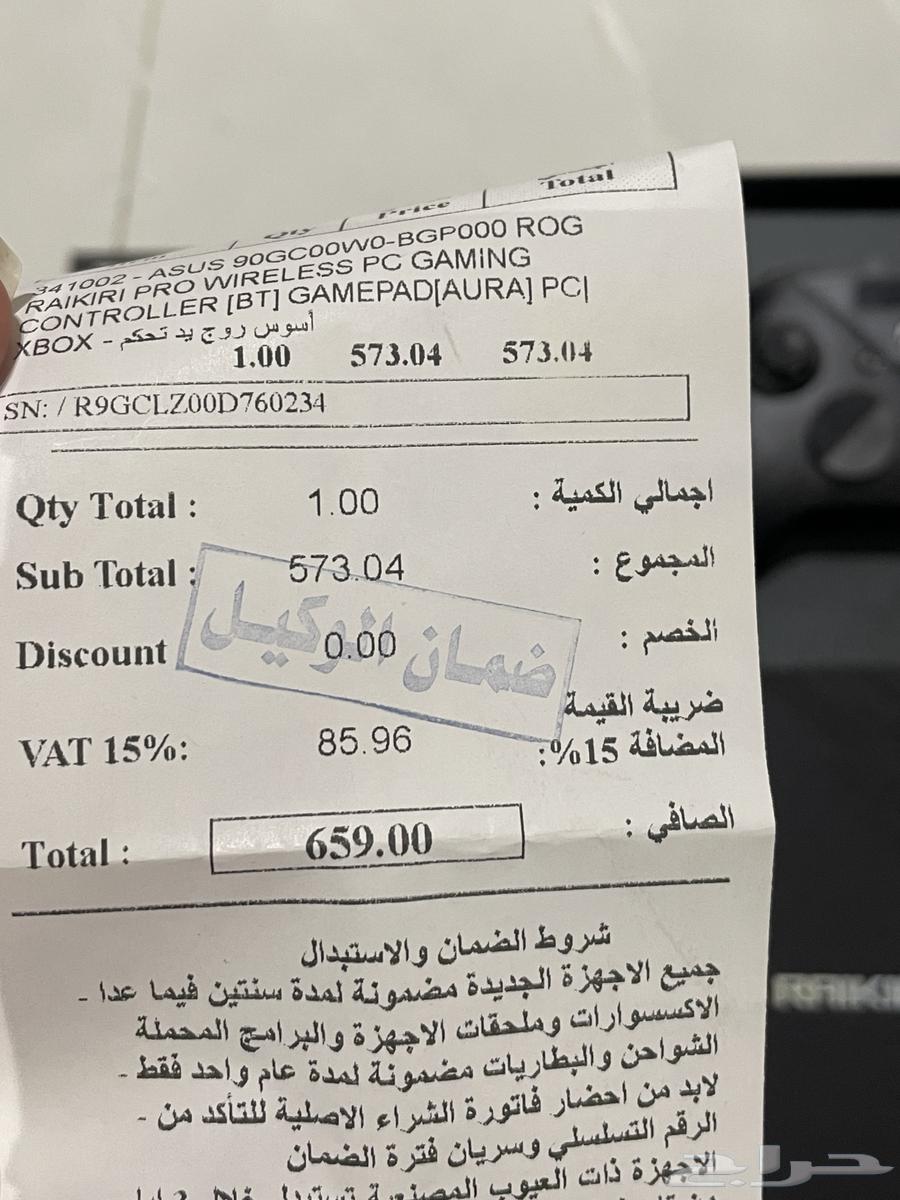 Qty Price Total
341002 - ASUS 90GC00W0-BGP000 ROG
RAIKIRI PRO WIRELESS PC GAMING
CONTROLLER [BT] GAMEPAD[AURA] PC|
XBOX - أسوس روج يد تحكم
1.00 573.04 573.04
SN: / R9GCLZ00D760234
Qty Total : 1.00 اجمالي الكمية :
Sub Total : 573.04 المجموع :
Discount 0.00 الخصم :
ضمان الوكيل
ضريبة القيمة
VAT 15%: 85.96 المضافة 15%:
Total : 659.00 الصافي :
شروط الضمان والاستبدال
جميع الاجهزة الجديدة مضمونة لمدة سنتين فيما عدا -
الاكسسوارات وملحقات الاجهزة والبرامج المحملة
الشواحن والبطاريات مضمونة لمدة عام واحد فقط -
لابد من احضار فاتورة الشراء الاصلية للتأكد من -
الرقم التسلسلي وسريان فترة الضمان
الاجهزة ذات العيوب المصنعية تستبدل خلال
RAIKI
حراج